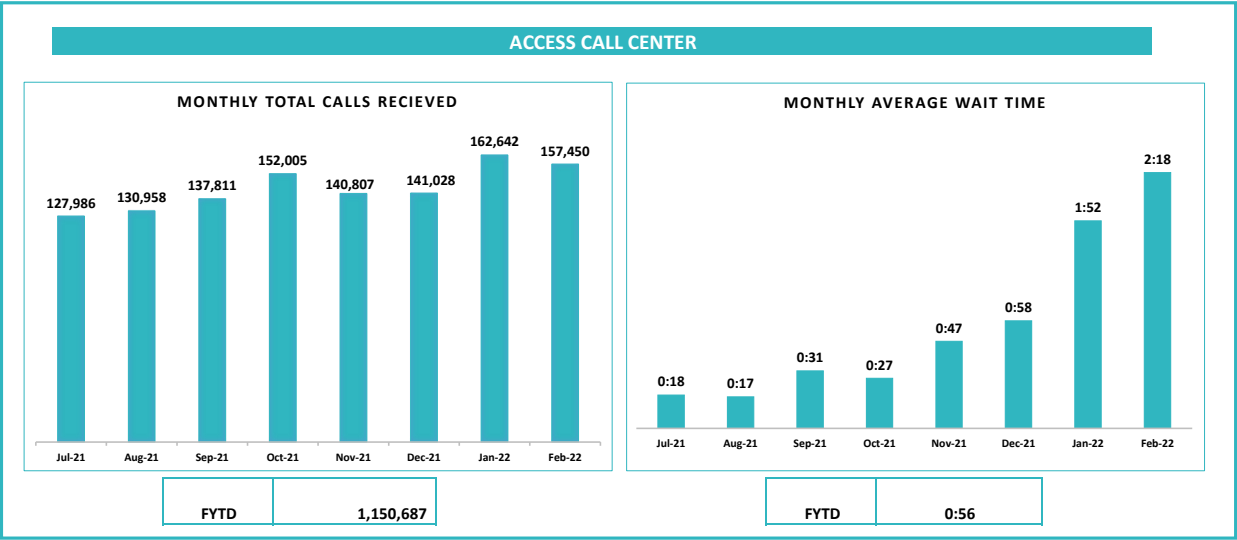 ACCESS CALL CENTER
MONTHLY TOTAL CALLS RECIEVED
162,642
157,450
152,005
140,807
141,028
137,811
130,958
127,986
Jul-21 Aug-21 Sep-21 Oct-21 Nov-21 Dec-21 Jan-22 Feb-22
FYTD 1,150,687
MONTHLY AVERAGE WAIT TIME
2:18
1:52
0:58
0:47
0:31
0:27
0:18
0:17
Jul-21 Aug-21 Sep-21 Oct-21 Nov-21 Dec-21 Jan-22 Feb-22
FYTD 0:56